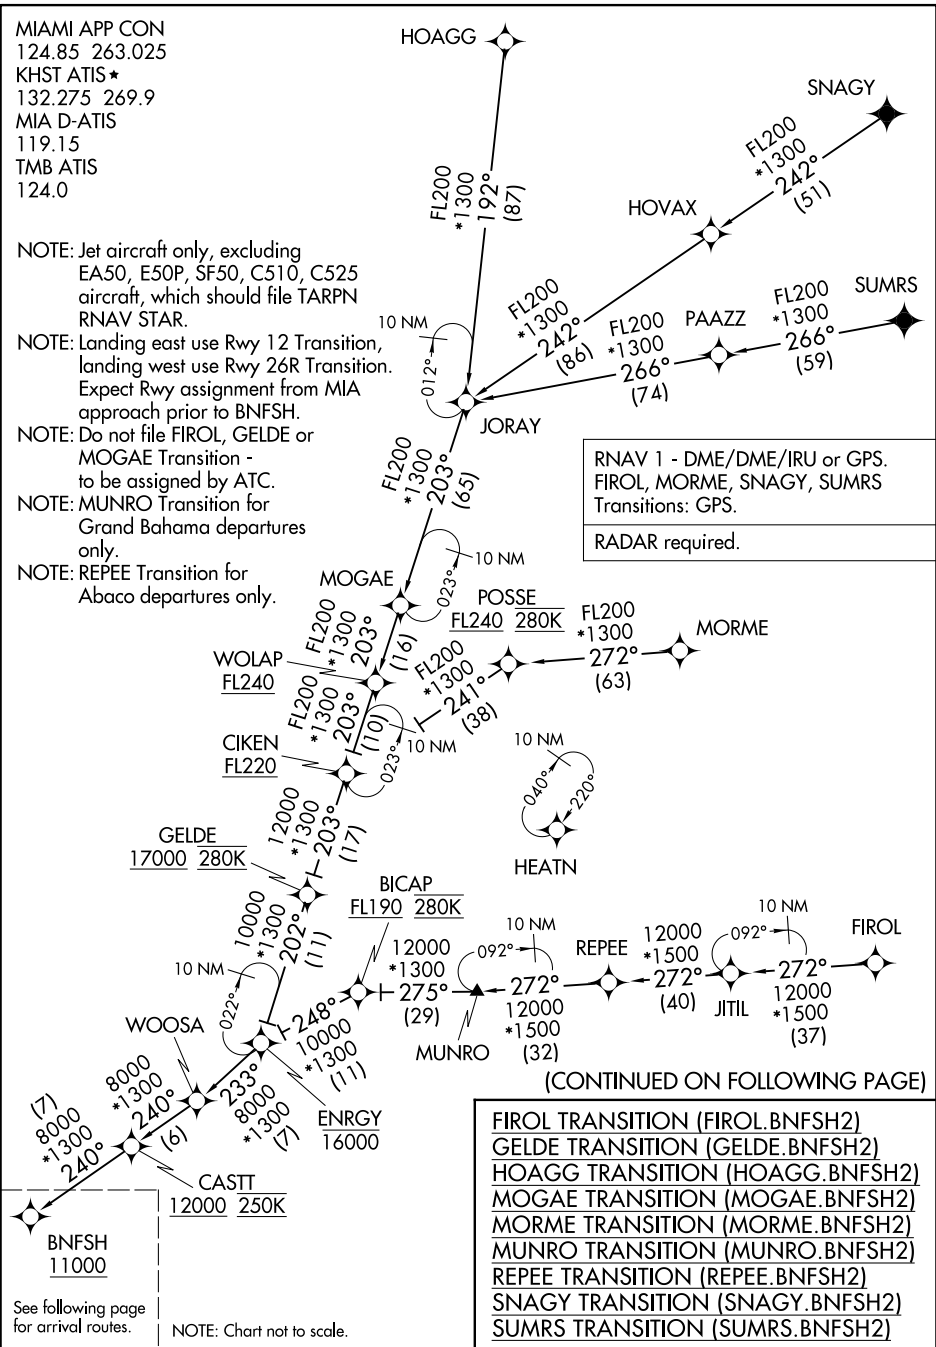 MIAMI APP CON
124.85 263.025
KHST ATIS★
132.275 269.9
MIA D-ATIS
119.15
TMB ATIS
124.0
NOTE: Jet aircraft only, excluding
EA50, E50P, SF50, C510, C525
aircraft, which should file TARPN
RNAV STAR.
NOTE: Landing east use Rwy 12 Transition,
landing west use Rwy 26R Transition.
Expect Rwy assignment from MIA
approach prior to BNFSH.
NOTE: Do not file FIROL, GELDE or
MOGAE Transition -
to be assigned by ATC.
NOTE: MUNRO Transition for
Grand Bahama departures
only.
NOTE: REPEE Transition for
Abaco departures only.
HOAGG
FL200
*1300
192°
(87)
SNAGY
FL200
*1300
242°
(51)
HOVAX
FL200
*1300
242°
(86)
SUMRS
FL200
*1300
266°
(59)
PAAZZ
FL200
*1300
266°
(74)
10 NM
012°
JORAY
RNAV 1 - DME/DME/IRU or GPS.
FIROL, MORME, SNAGY, SUMRS
Transitions: GPS.
RADAR required.
FL200
*1300
203°
(65)
10 NM
023°
MOGAE
FL200
*1300
203°
(16)
POSSE
FL240 280K
FL200
*1300
272°
(63)
MORME
WOLAP
FL240
FL200
*1300
241°
(38)
FL200
*1300
203°
(10)
10 NM
023°
CIKEN
FL220
10 NM
040°
220°
HEATN
12000
*1300
203°
(17)
GELDE
17000 280K
10000
*1300
202°
(11)
BICAP
FL190 280K
10 NM
022°
12000
*1300
275°
(29)
092°
10 NM
MUNRO
272°
12000
*1500
(32)
REPEE
12000
*1500
272°
(40)
092°
10 NM
JITIL
272°
12000
*1500
(37)
FIROL
248°
10000
*1300
(11)
WOOSA
ENRGY
16000
233°
8000
*1300
(7)
8000
*1300
240°
(6)
CASTT
12000 250K
(7)
8000
*1300
240°
BNFSH
11000
See following page
for arrival routes.
NOTE: Chart not to scale.
(CONTINUED ON FOLLOWING PAGE)
FIROL TRANSITION (FIROL.BNFSH2)
GELDE TRANSITION (GELDE.BNFSH2)
HOAGG TRANSITION (HOAGG.BNFSH2)
MOGAE TRANSITION (MOGAE.BNFSH2)
MORME TRANSITION (MORME.BNFSH2)
MUNRO TRANSITION (MUNRO.BNFSH2)
REPEE TRANSITION (REPEE.BNFSH2)
SNAGY TRANSITION (SNAGY.BNFSH2)
SUMRS TRANSITION (SUMRS.BNFSH2)